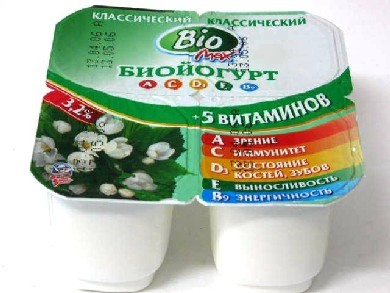 КЛАССИЧЕСКИЙ КЛАССИЧЕСКИЙ
Bio
Max
БИОЙОГУРТ
A C D3 E B9
3,2%
+5 ВИТАМИНОВ
A ЗРЕНИЕ
C ИММУНИТЕТ
D3 СОСТОЯНИЕ
КОСТЕЙ, ЗУБОВ
E ВЫНОСЛИВОСТЬ
B9 ЭНЕРГИЧНОСТЬ